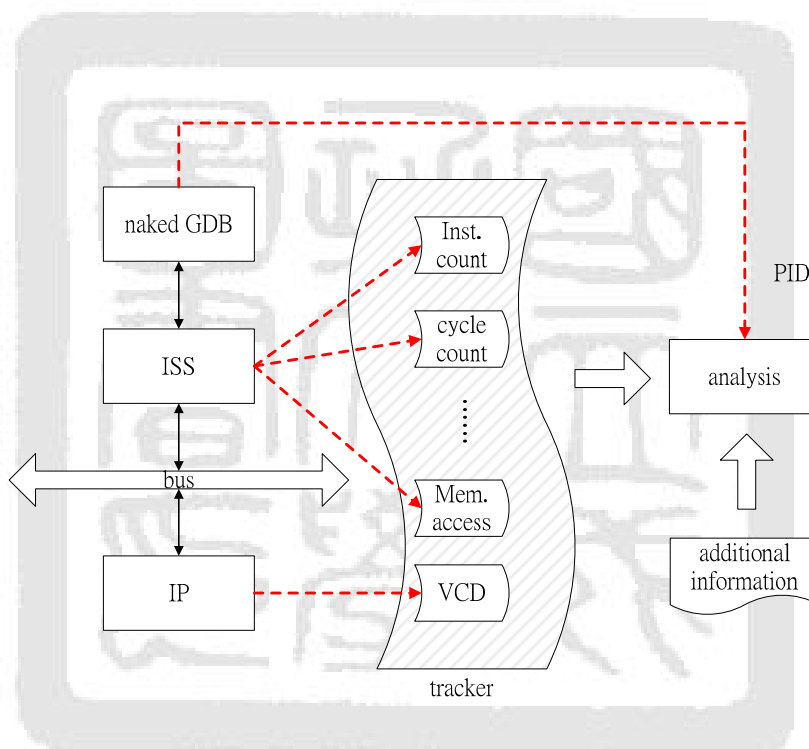 naked GDB
Inst.
count
PID
ISS
cycle
count
analysis
......
bus
Mem.
access
additional
information
IP
VCD
tracker